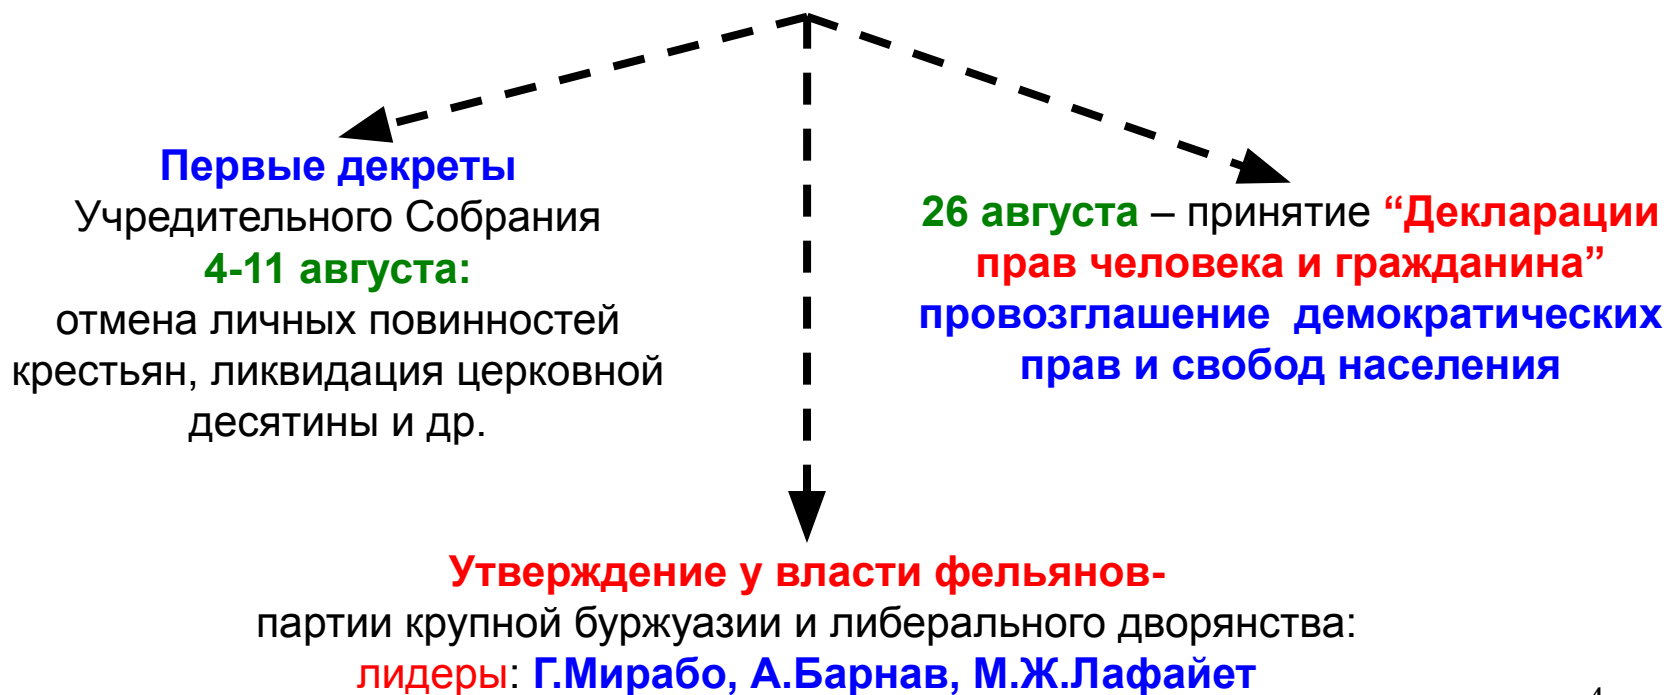 Первые декреты
Учредительного Собрания
4-11 августа:
отмена личных повинностей
крестьян, ликвидация церковной
десятины и др.
26 августа – принятие “Декларации
прав человека и гражданина”
провозглашение демократических
прав и свобод населения
Утверждение у власти фельянов-
партии крупной буржуазии и либерального дворянства:
лидеры: Г.Мирабо, А.Барнав, М.Ж.Лафайет